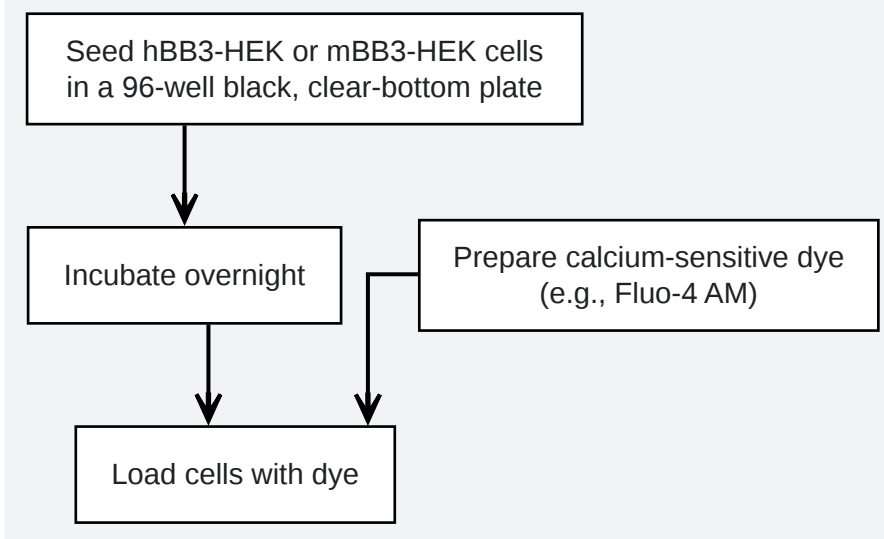 Seed hBB3-HEK or mBB3-HEK cells
in a 96-well black, clear-bottom plate
Incubate overnight
Prepare calcium-sensitive dye
(e.g., Fluo-4 AM)
Load cells with dye